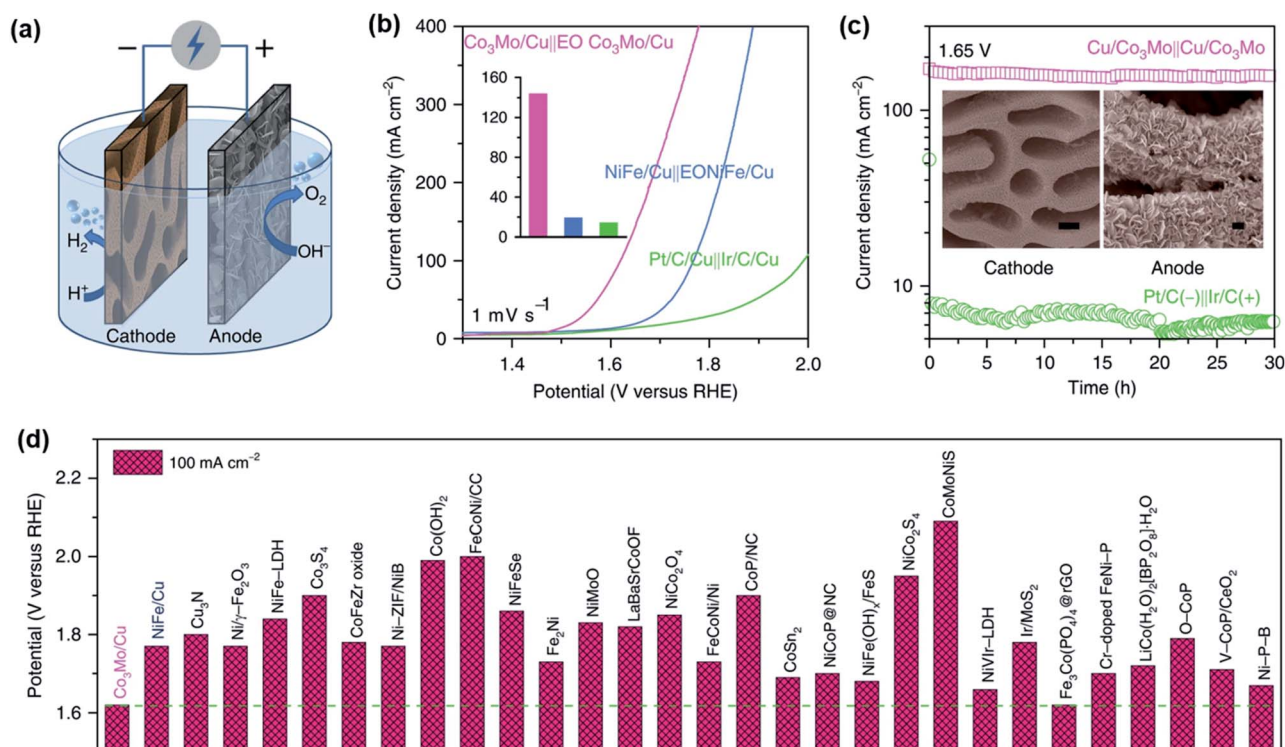 (a)
− +
O₂
H₂
OH⁻
H⁺
Cathode
Anode
(b)
Current density (mA cm⁻²)
400
300
200
100
0
Co₃Mo/Cu||EO Co₃Mo/Cu
160
120
80
40
0
NiFe/Cu||EONiFe/Cu
Pt/C/Cu||Ir/C/Cu
1 mV s⁻¹
1.4 1.6 1.8 2.0
Potential (V versus RHE)
(c)
Current density (mA cm⁻²)
100
10
1.65 V
Cu/Co₃Mo||Cu/Co₃Mo
Cathode
Anode
Pt/C(−)||Ir/C(+)
0 5 10 15 20 25 30
Time (h)
(d)
Potential (V versus RHE)
2.2
2.0
1.8
1.6
100 mA cm⁻²
Co₃Mo/Cu
NiFe/Cu
Cu₃N
Ni/γ–Fe₂O₃
NiFe–LDH
Co₃S₄
CoFeZr oxide
Ni–ZIF/NiB
Co(OH)₂
FeCoNi/CC
NiFeSe
Fe₂Ni
NiMoO
LaBaSrCoOF
NiCo₂O₄
FeCoNi/Ni
CoP/NC
CoSn₂
NiCoP@NC
NiFe(OH)ₓ/FeS
NiCo₂S₄
CoMoNiS
NiVIr–LDH
Ir/MoS₂
Fe₃Co(PO₄)₄@rGO
Cr–doped FeNi–P
LiCo(H₂O)₂[BP₂O₈]·H₂O
O–CoP
V–CoP/CeO₂
Ni–P–B